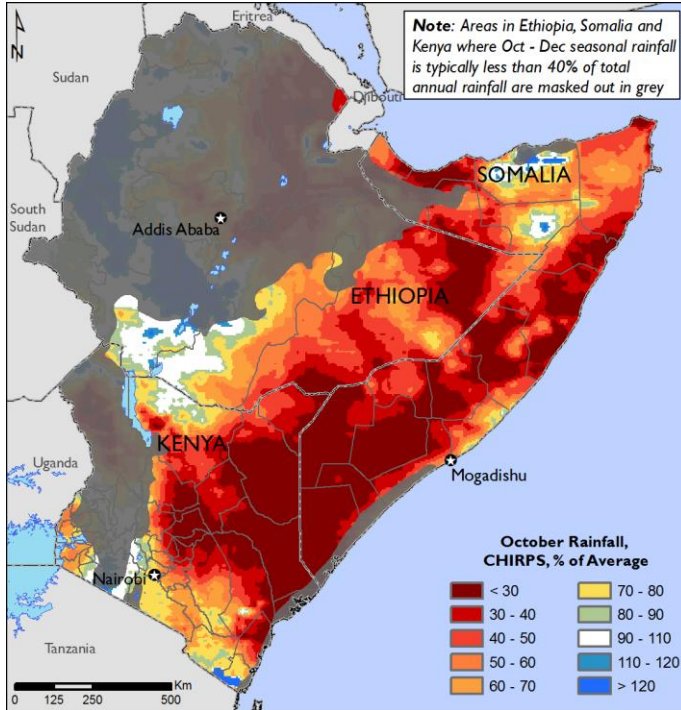 N
Eritrea
Note: Areas in Ethiopia, Somalia and
Kenya where Oct - Dec seasonal rainfall
is typically less than 40% of total
annual rainfall are masked out in grey
Sudan
Djibouti
SOMALIA
South
Sudan
Addis Ababa
ETHIOPIA
KENYA
Uganda
Mogadishu
Nairobi
Tanzania
October Rainfall,
CHIRPS, % of Average
< 30
30 - 40
40 - 50
50 - 60
60 - 70
70 - 80
80 - 90
90 - 110
110 - 120
> 120
Km
500 250 125 0